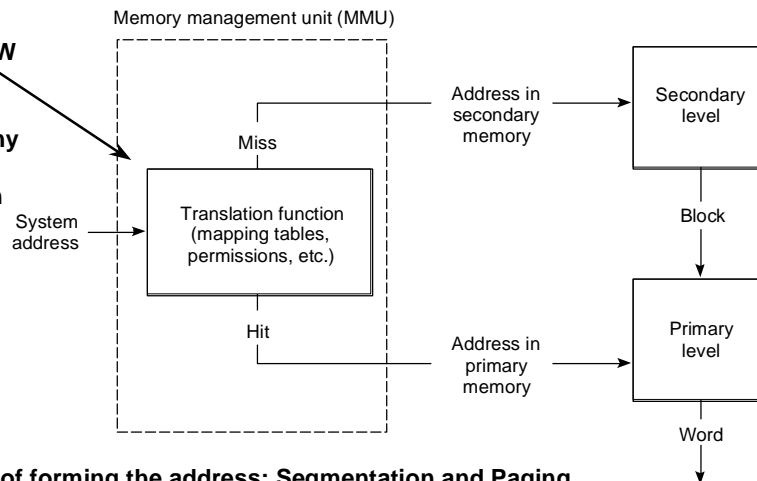 Memory management unit (MMU)
W
ny
System
address
Miss
Translation function
(mapping tables,
permissions, etc.)
Hit
Address in
secondary
memory
Secondary
level
Block
Address in
primary
memory
Primary
level
Word
of forming the address: Segmentation and Paging